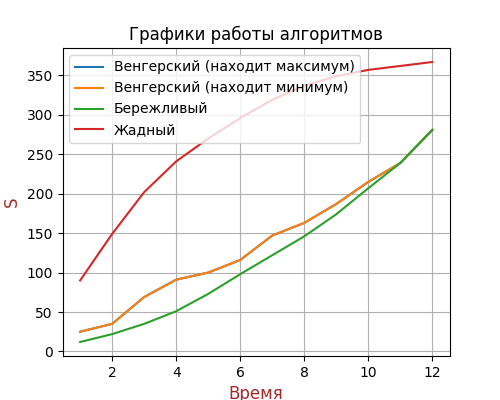 Графики работы алгоритмов
Венгерский (находит максимум)
Венгерский (находит минимум)
Бережливый
Жадный
350
300
250
200
150
100
50
0
S
2 4 6 8 10 12
Время